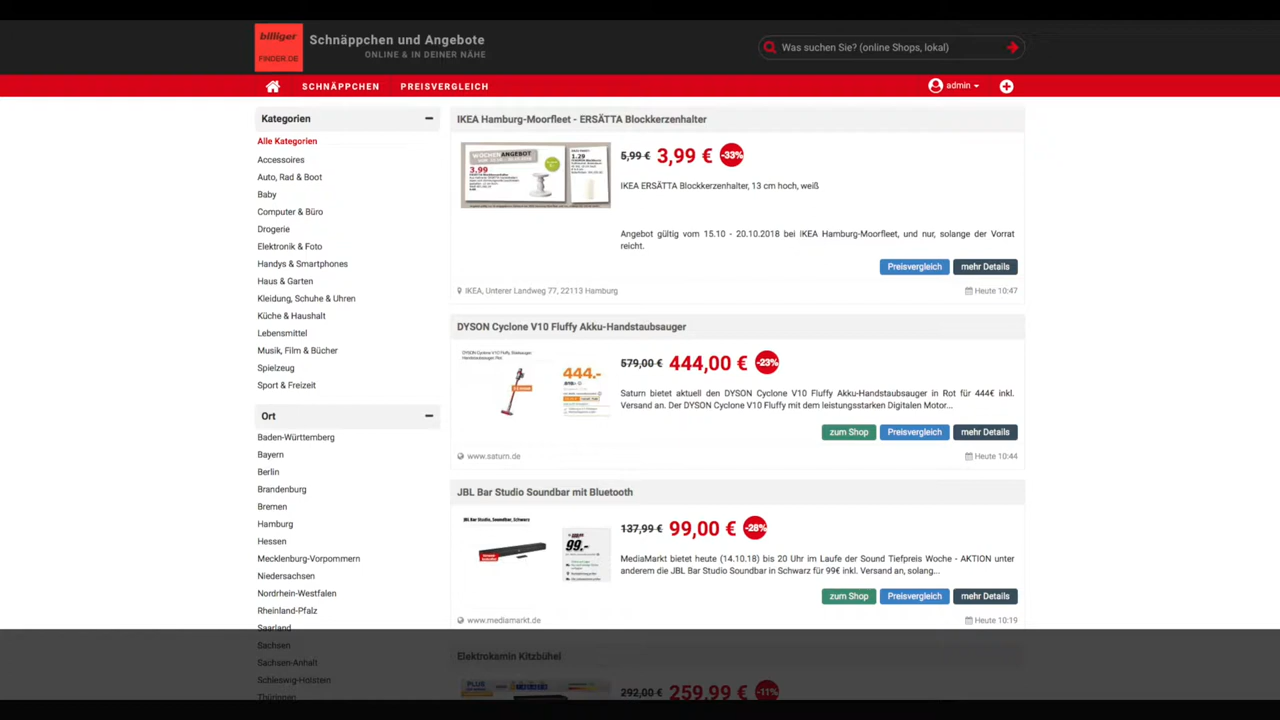 billiger
FINDER.DE
Schnäppchen und Angebote
ONLINE & IN DEINER NÄHE
Was suchen Sie? (online Shops, lokal)
SCHNÄPPCHEN
PREISVERGLEICH
admin
Kategorien
Alle Kategorien
Accessoires
Auto, Rad & Boot
Baby
Computer & Büro
Drogerie
Elektronik & Foto
Handys & Smartphones
Haus & Garten
Kleidung, Schuhe & Uhren
Küche & Haushalt
Lebensmittel
Musik, Film & Bücher
Spielzeug
Sport & Freizeit
Ort
Baden-Württemberg
Bayern
Berlin
Brandenburg
Bremen
Hamburg
Hessen
Mecklenburg-Vorpommern
Niedersachsen
Nordrhein-Westfalen
Rheinland-Pfalz
Saarland
Sachsen
Sachsen-Anhalt
Schleswig-Holstein
Thüringen
IKEA Hamburg-Moorfleet - ERSÄTTA Blockkerzenhalter
WOCHENANGEBOT
3.99
1.29
5,99 € 3,99 € -33%
IKEA ERSÄTTA Blockkerzenhalter, 13 cm hoch, weiß
Angebot gültig vom 15.10 - 20.10.2018 bei IKEA Hamburg-Moorfleet, und nur, solange der Vorrat
reicht.
Preisvergleich
mehr Details
IKEA, Unterer Landweg 77, 22113 Hamburg
Heute 10:47
DYSON Cyclone V10 Fluffy Akku-Handstaubsauger
444.-
579,00 € 444,00 € -23%
Saturn bietet aktuell den DYSON Cyclone V10 Fluffy Akku-Handstaubsauger in Rot für 444€ inkl.
Versand an. Der DYSON Cyclone V10 Fluffy mit dem leistungsstarken Digitalen Motor...
zum Shop
Preisvergleich
mehr Details
www.saturn.de
Heute 10:44
JBL Bar Studio Soundbar mit Bluetooth
JBL Bar Studio, Soundbar, Schwarz
99.-
137,99 € 99,00 € -28%
MediaMarkt bietet heute (14.10.18) bis 20 Uhr im Laufe der Sound Tiefpreis Woche - AKTION unter
anderem die JBL Bar Studio Soundbar in Schwarz für 99€ inkl. Versand an, solang...
zum Shop
Preisvergleich
mehr Details
www.mediamarkt.de
Heute 10:19
Elektrokamin Kitzbühel
PLUS
292,00 € 259,99 € -11%